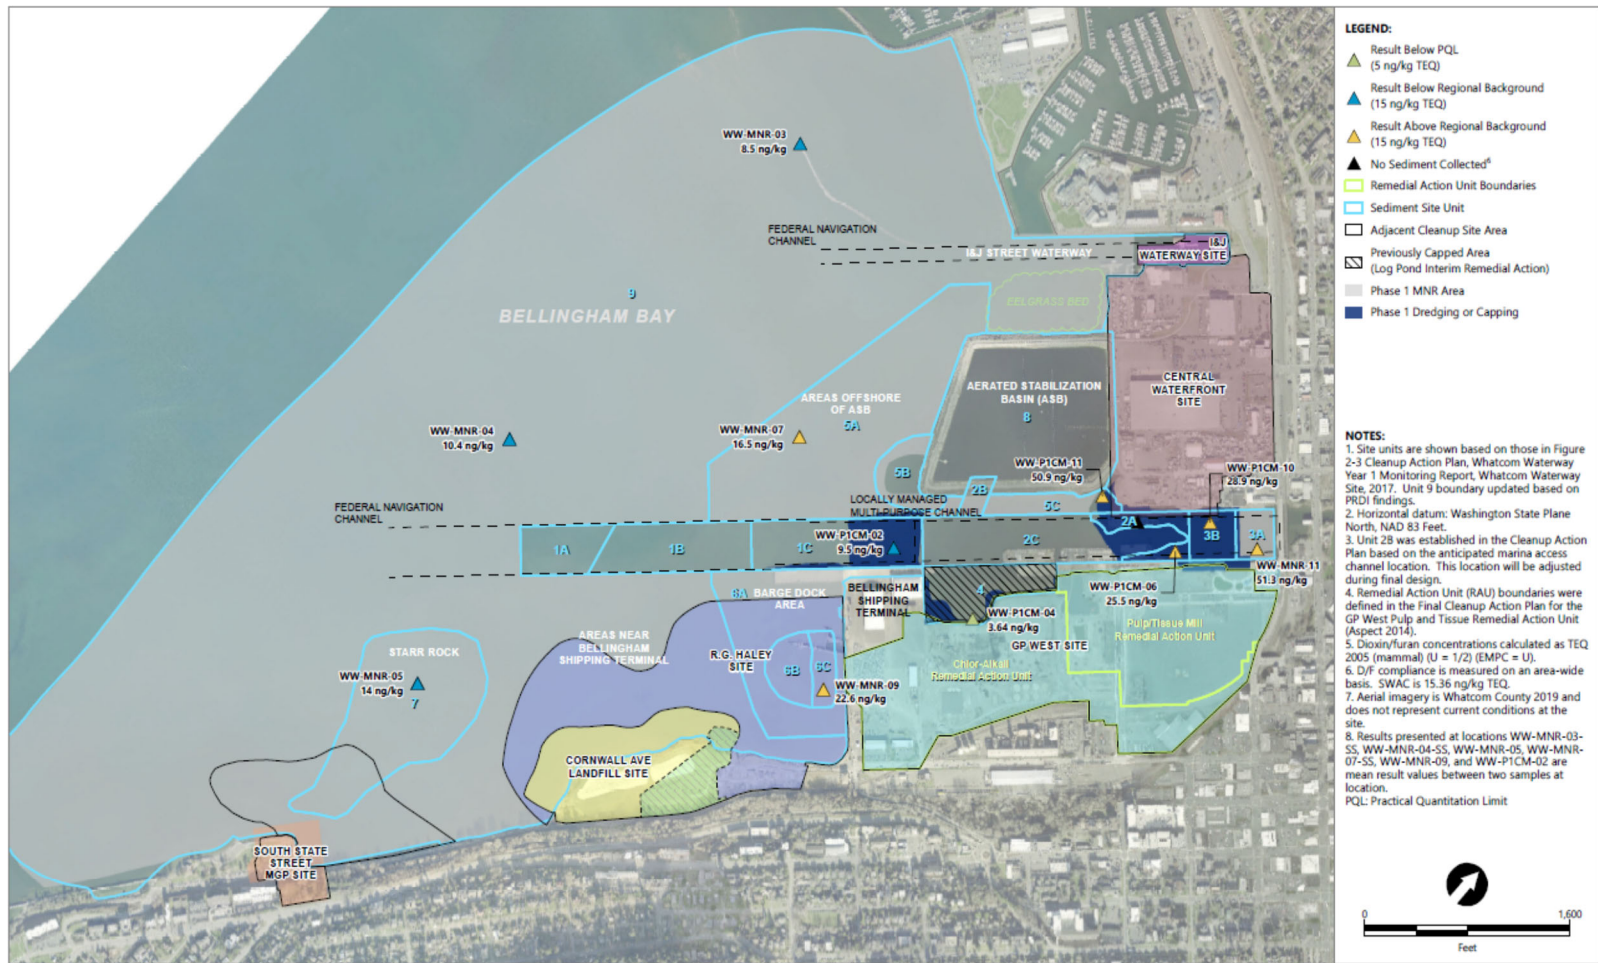 WW-MNR-03
8.5 ng/kg
FEDERAL NAVIGATION
CHANNEL
I&J STREET WATERWAY
I&J
WATERWAY SITE
EELGRASS BED
9
BELLINGHAM BAY
CENTRAL
WATERFRONT
SITE
AERATED STABILIZATION
BASIN (ASB)
8
AREAS OFFSHORE
OF ASB
5A
WW-MNR-04
10.4 ng/kg
WW-MNR-07
16.5 ng/kg
5B
2B
WW-P1CM-11
50.9 ng/kg
WW-P1CM-10
28.9 ng/kg
FEDERAL NAVIGATION
CHANNEL
LOCALLY MANAGED
MULTI-PURPOSE CHANNEL
5C
1A
1B
1C
WW-P1CM-02
9.5 ng/kg
2C
2A
3B
3A
WW-MNR-11
51.3 ng/kg
6A
BARGE DOCK
AREA
BELLINGHAM
SHIPPING
TERMINAL
4
WW-P1CM-06
25.5 ng/kg
WW-P1CM-04
3.64 ng/kg
GP WEST SITE
Pulp/Tissue Mill
Remedial Action Unit
Chlor-Alkali
Remedial Action Unit
STARR ROCK
WW-MNR-05
14 ng/kg
7
AREAS NEAR
BELLINGHAM
SHIPPING TERMINAL
R.G. HALEY
SITE
6B
6C
WW-MNR-09
22.6 ng/kg
CORNWALL AVE
LANDFILL SITE
SOUTH STATE
STREET
MGP SITE
LEGEND:
Result Below PQL
(5 ng/kg TEQ)
Result Below Regional Background
(15 ng/kg TEQ)
Result Above Regional Background
(15 ng/kg TEQ)
No Sediment Collected⁶
Remedial Action Unit Boundaries
Sediment Site Unit
Adjacent Cleanup Site Area
Previously Capped Area
(Log Pond Interim Remedial Action)
Phase 1 MNR Area
Phase 1 Dredging or Capping
NOTES:
1. Site units are shown based on those in Figure
2-3 Cleanup Action Plan, Whatcom Waterway
Year 1 Monitoring Report, Whatcom Waterway
Site, 2017. Unit 9 boundary updated based on
PRDI findings.
2. Horizontal datum: Washington State Plane
North, NAD 83 Feet.
3. Unit 2B was established in the Cleanup Action
Plan based on the anticipated marina access
channel location. This location will be adjusted
during final design.
4. Remedial Action Unit (RAU) boundaries were
defined in the Final Cleanup Action Plan for the
GP West Pulp and Tissue Remedial Action Unit
(Aspect 2014).
5. Dioxin/furan concentrations calculated as TEQ
2005 (mammal) (U = 1/2) (EMPC = U).
6. D/F compliance is measured on an area-wide
basis. SWAC is 15.36 ng/kg TEQ.
7. Aerial imagery is Whatcom County 2019 and
does not represent current conditions at the
site.
8. Results presented at locations WW-MNR-03-
SS, WW-MNR-04-SS, WW-MNR-05, WW-MNR-
07-SS, WW-MNR-09, and WW-P1CM-02 are
mean result values between two samples at
location.
PQL: Practical Quantitation Limit
0
1,600
Feet